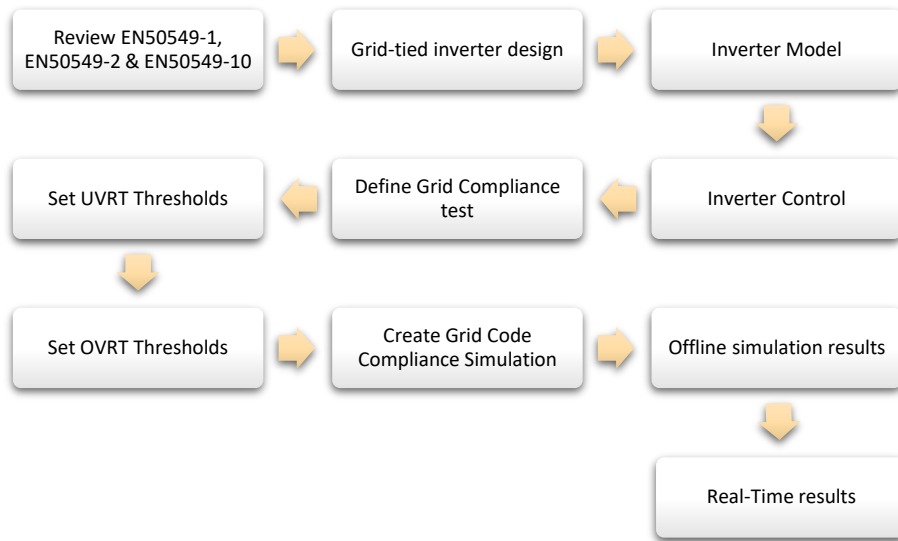 Review EN50549-1,
EN50549-2 & EN50549-10
Grid-tied inverter design
Inverter Model
Inverter Control
Define Grid Compliance
test
Set UVRT Thresholds
Set OVRT Thresholds
Create Grid Code
Compliance Simulation
Offline simulation results
Real-Time results